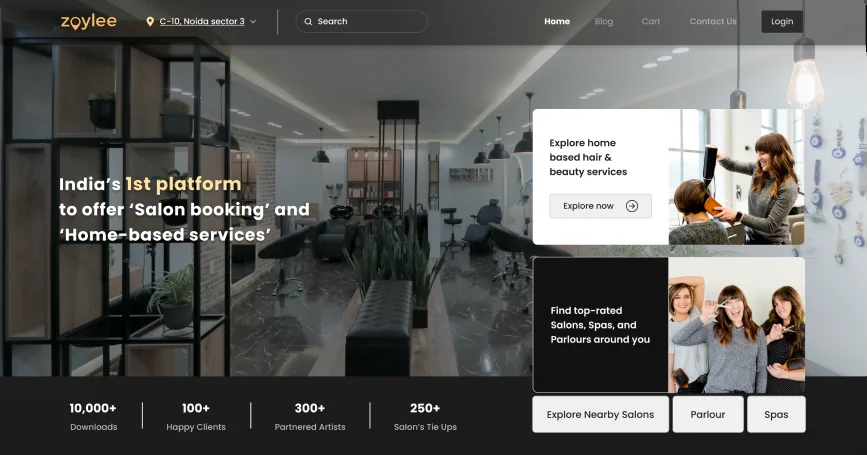 zoylee
C-10, Noida sector 3
Search
Home
Blog
Cart
Contact Us
Login
India's 1st platform
to offer ‘Salon booking’ and
‘Home-based services’
Explore home
based hair &
beauty services
Explore now
Find top-rated
Salons, Spas, and
Parlours around you
Explore Nearby Salons
Parlour
Spas
10,000+
Downloads
100+
Happy Clients
300+
Partnered Artists
250+
Salon's Tie Ups